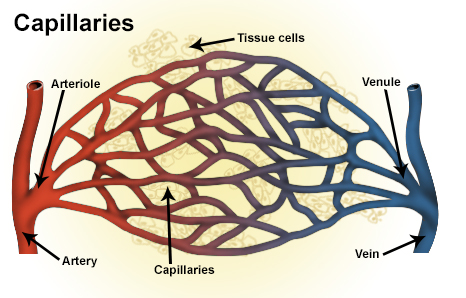 Capillaries
Tissue cells
Arteriole
Venule
Artery
Capillaries
Vein